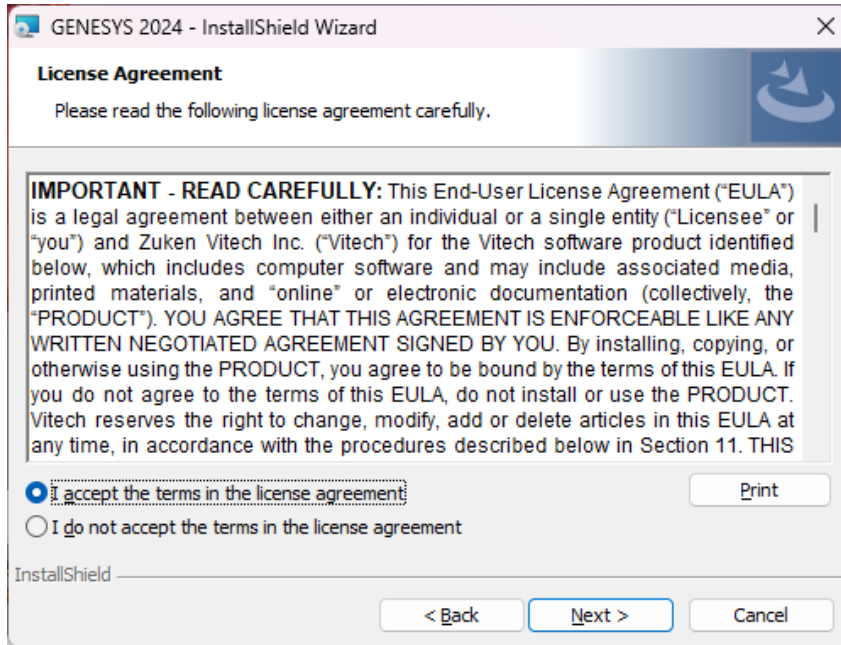 GENESYS 2024 - InstallShield Wizard
License Agreement
Please read the following license agreement carefully.
IMPORTANT - READ CAREFULLY: This End-User License Agreement (“EULA”)
is a legal agreement between either an individual or a single entity (“Licensee” or
“you”) and Zuken Vitech Inc. (“Vitech”) for the Vitech software product identified
below, which includes computer software and may include associated media,
printed materials, and “online” or electronic documentation (collectively, the
“PRODUCT”). YOU AGREE THAT THIS AGREEMENT IS ENFORCEABLE LIKE ANY
WRITTEN NEGOTIATED AGREEMENT SIGNED BY YOU. By installing, copying, or
otherwise using the PRODUCT, you agree to be bound by the terms of this EULA. If
you do not agree to the terms of this EULA, do not install or use the PRODUCT.
Vitech reserves the right to change, modify, add or delete articles in this EULA at
any time, in accordance with the procedures described below in Section 11. THIS
I accept the terms in the license agreement
Print
I do not accept the terms in the license agreement
InstallShield
< Back
Next >
Cancel